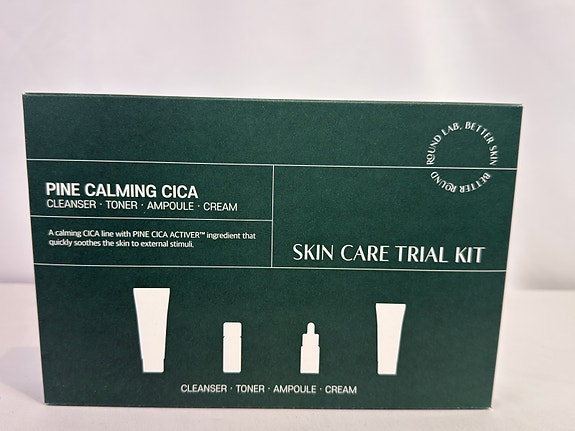 ROUND LAB, BETTER SKIN
BETTER ROUND
PINE CALMING CICA
CLEANSER · TONER · AMPOULE · CREAM
A calming CICA line with PINE CICA ACTIVER™ ingredient that
quickly soothes the skin to external stimuli.
SKIN CARE TRIAL KIT
CLEANSER · TONER · AMPOULE · CREAM